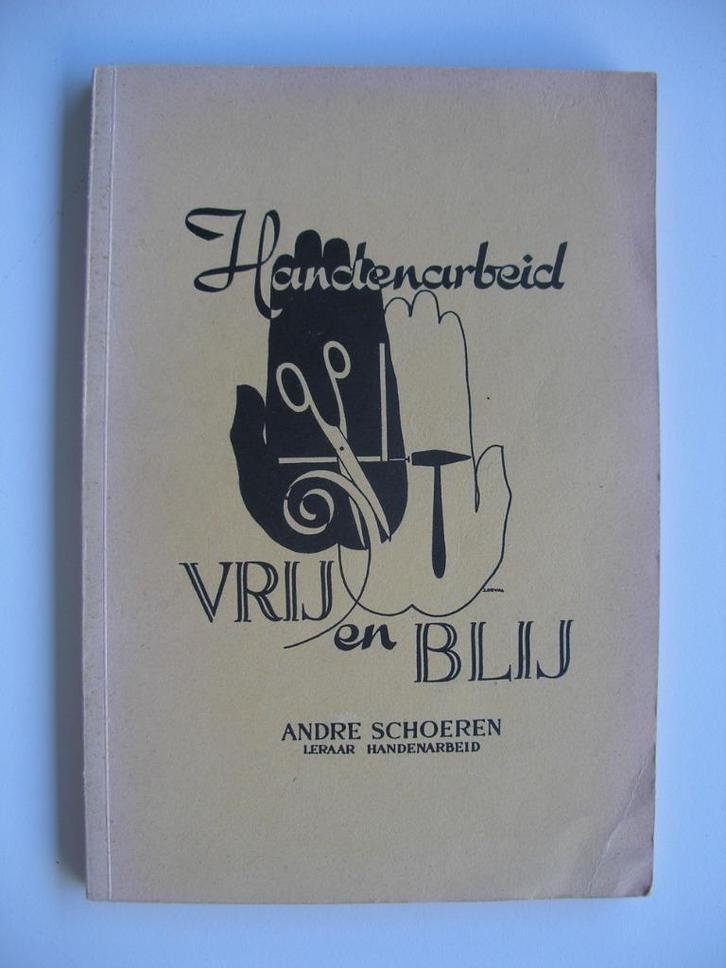 Handenarbeid
VRIJ
en
BLIJ
ANDRE SCHOEREN
LERAAR HANDENARBEID